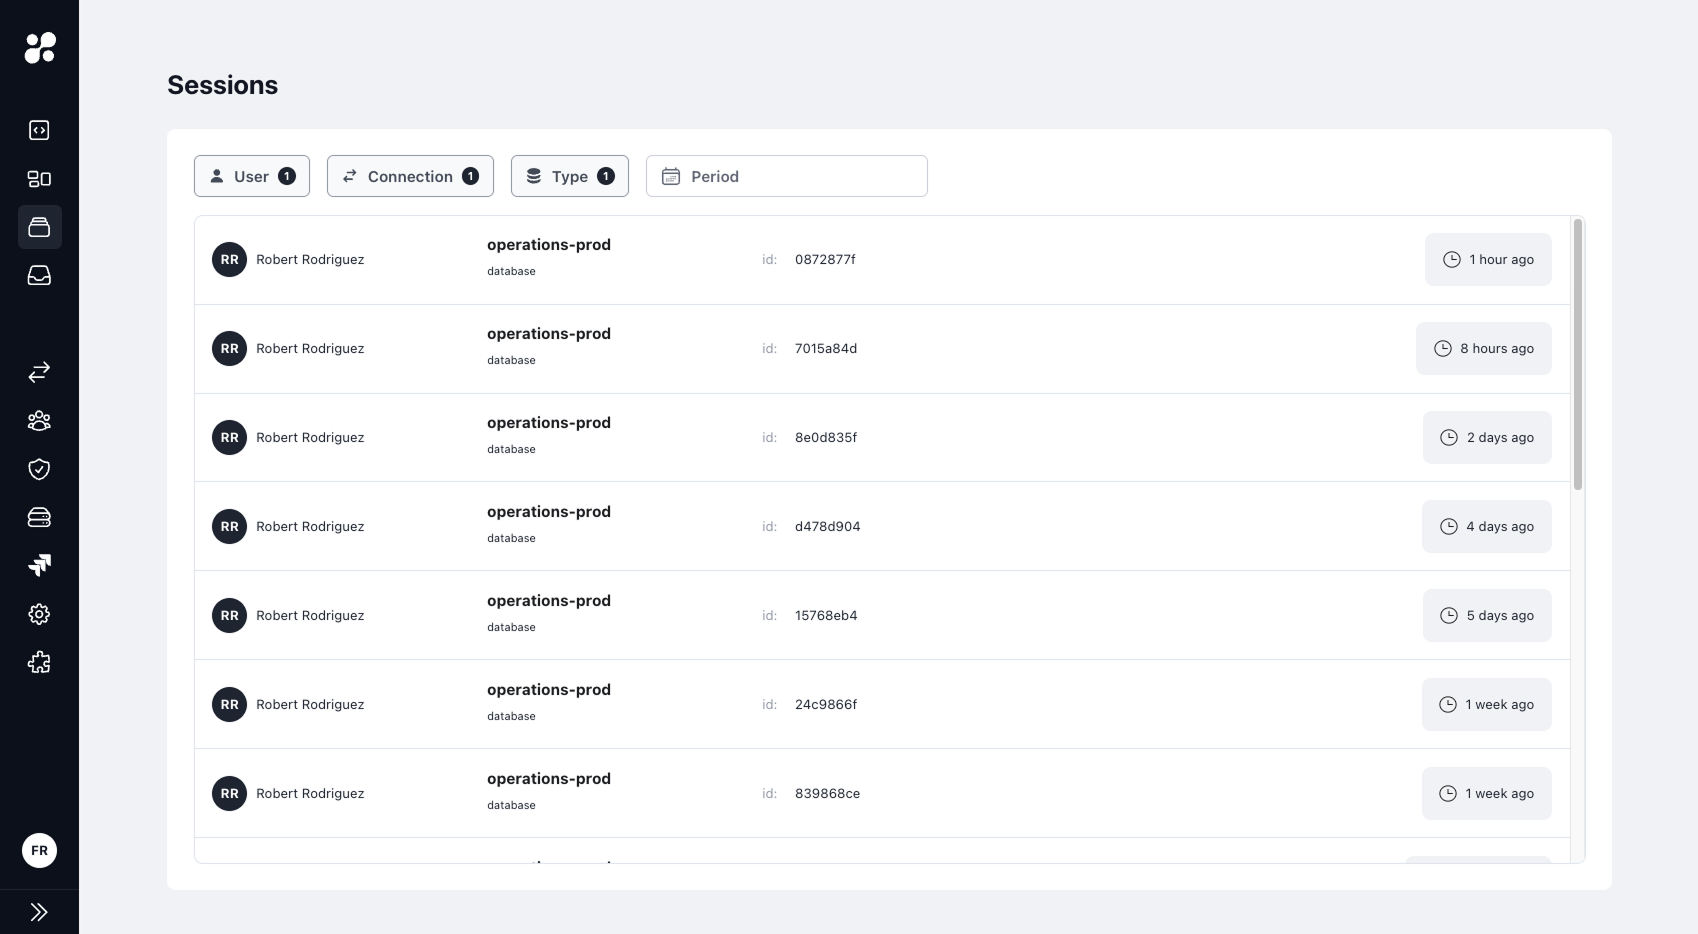 Sessions
User 1 Connection 1 Type 1 Period
RR Robert Rodriguez operations-prod database id: 0872877f 1 hour ago
RR Robert Rodriguez operations-prod database id: 7015a84d 8 hours ago
RR Robert Rodriguez operations-prod database id: 8e0d835f 2 days ago
RR Robert Rodriguez operations-prod database id: d478d904 4 days ago
RR Robert Rodriguez operations-prod database id: 15768eb4 5 days ago
RR Robert Rodriguez operations-prod database id: 24c9866f 1 week ago
RR Robert Rodriguez operations-prod database id: 839868ce 1 week ago
FR